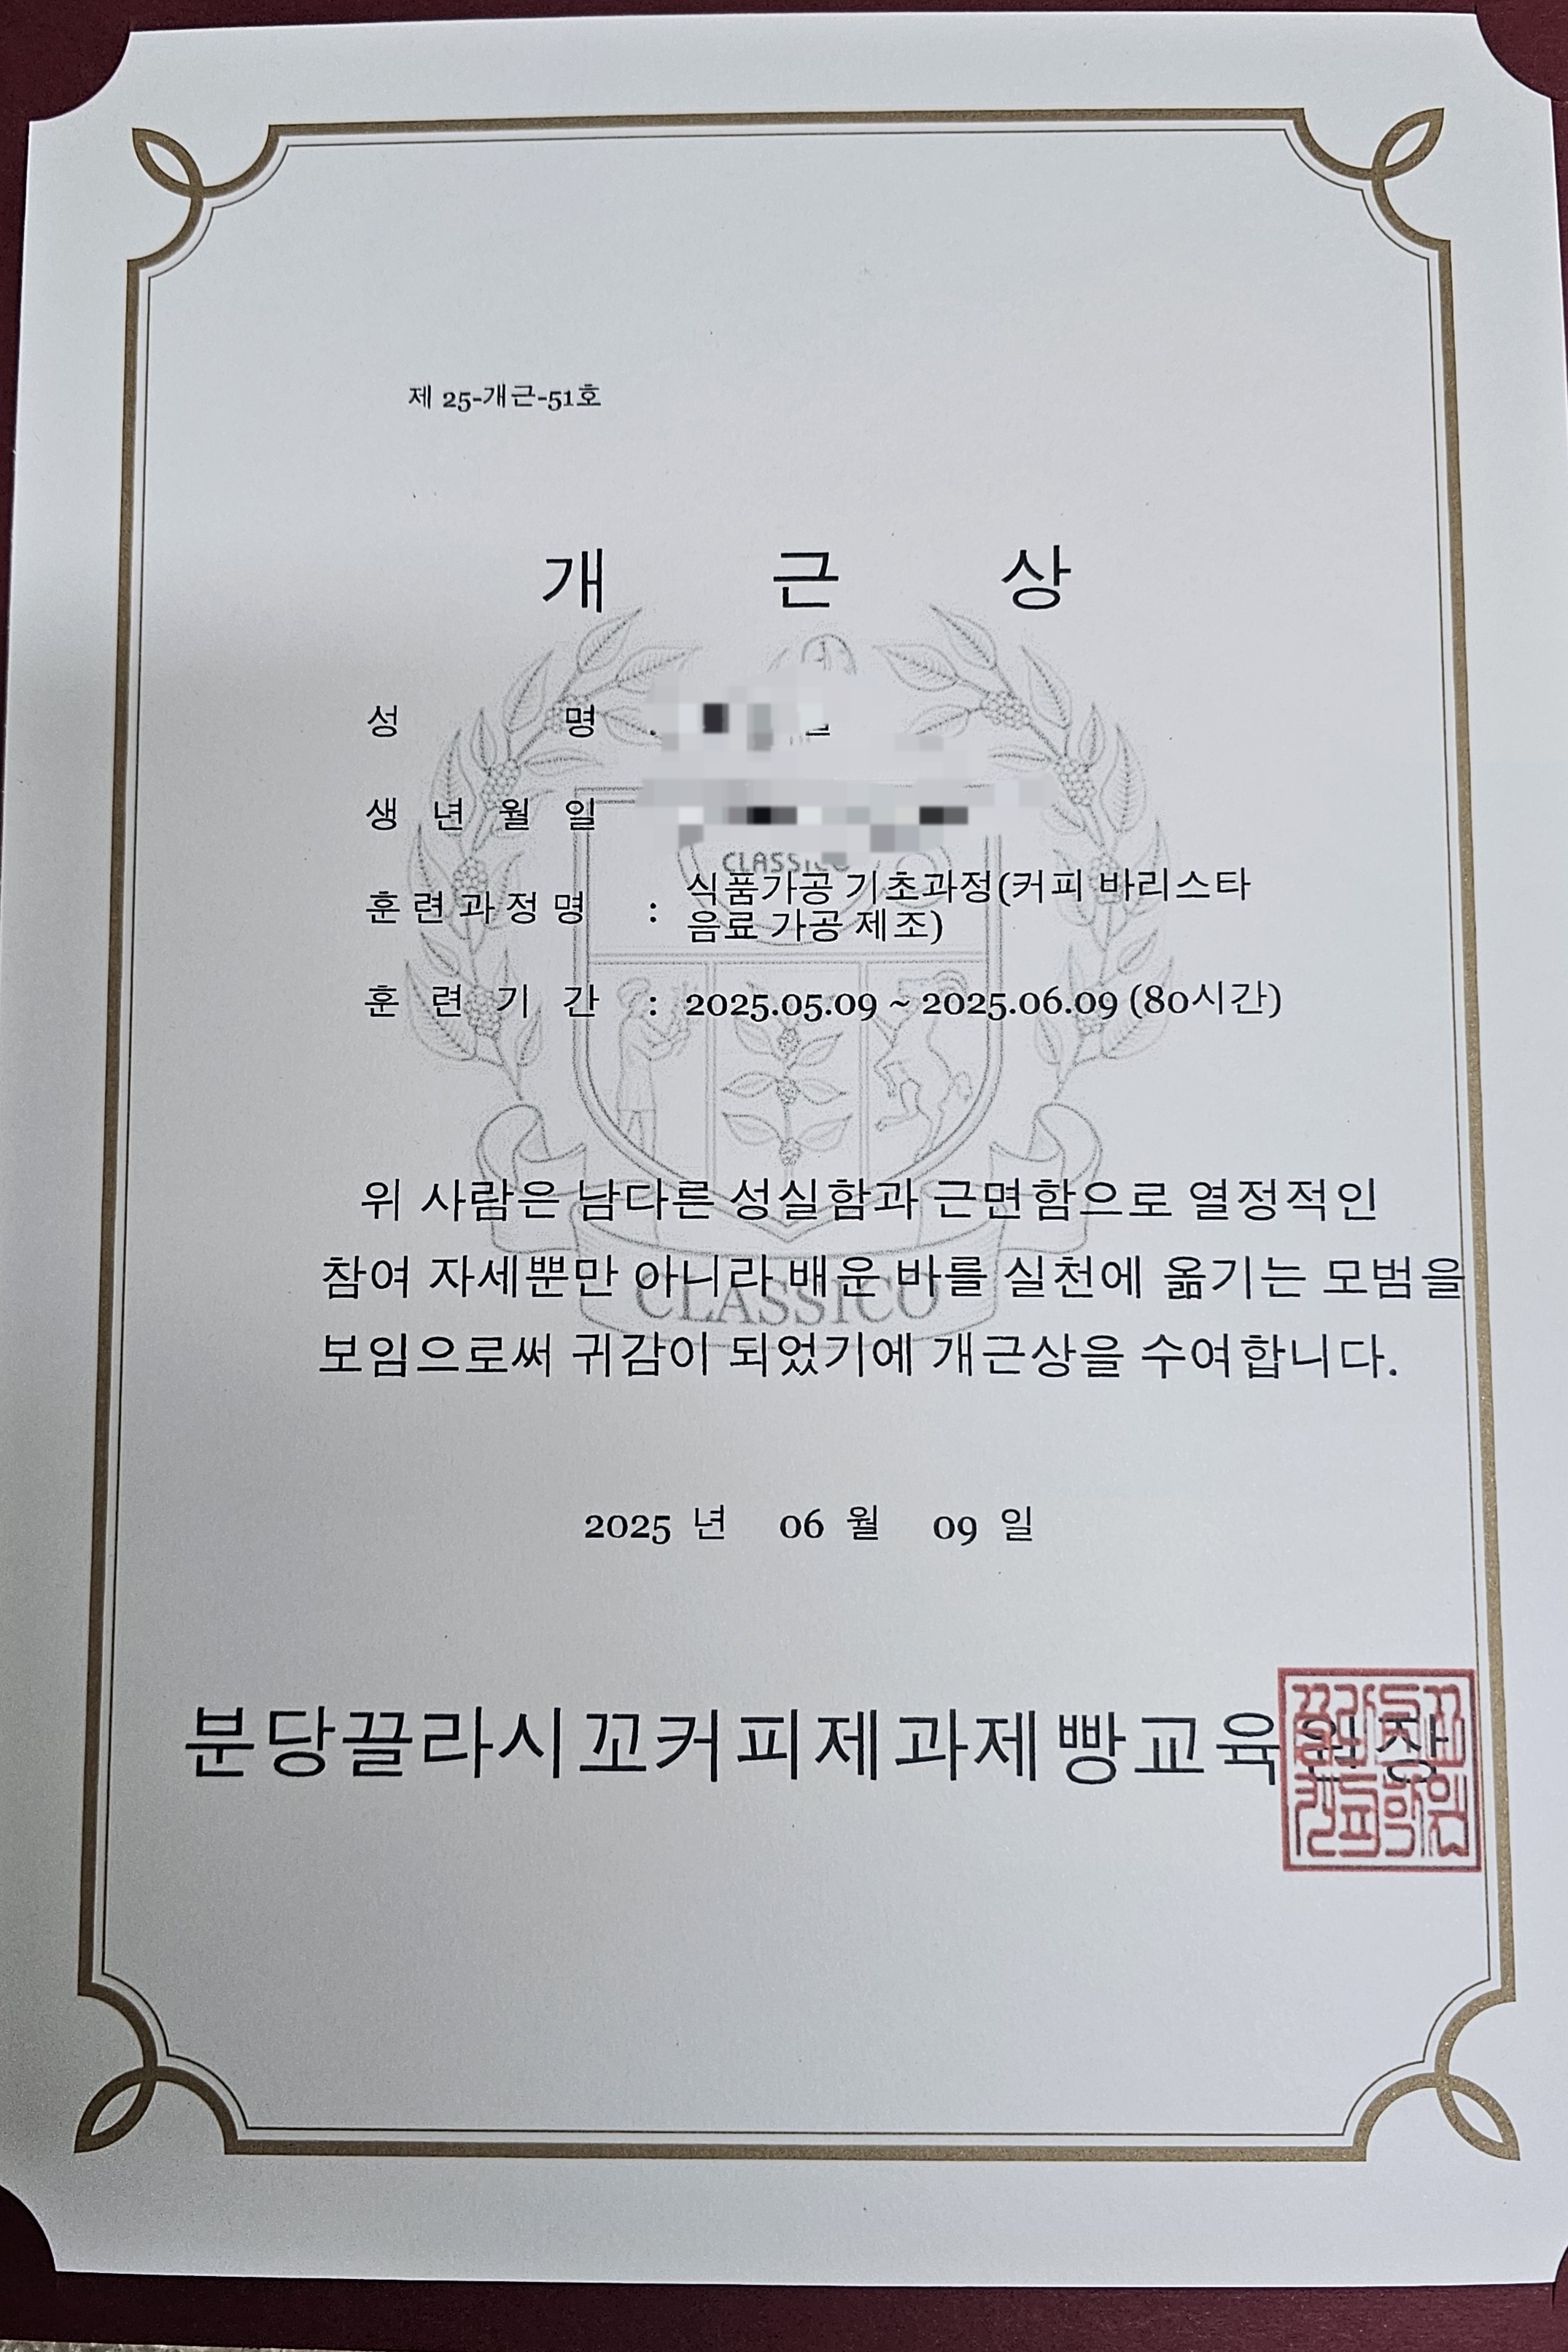 제 25-개근-51호
개 근 상
성 명
생 년 월 일
CLASSICO
훈련과정명 : 식품가공 기초과정(커피 바리스타
음료 가공 제조)
훈 련 기 간 : 2025.05.09 ~ 2025.06.09 (80시간)
위 사람은 남다른 성실함과 근면함으로 열정적인
참여 자세뿐만 아니라 배운 바를 실천에 옮기는 모범을
CLASSICO
보임으로써 귀감이 되었기에 개근상을 수여합니다.
2025 년 06 월 09 일
분당끌라시꼬커피제과제빵교육원장